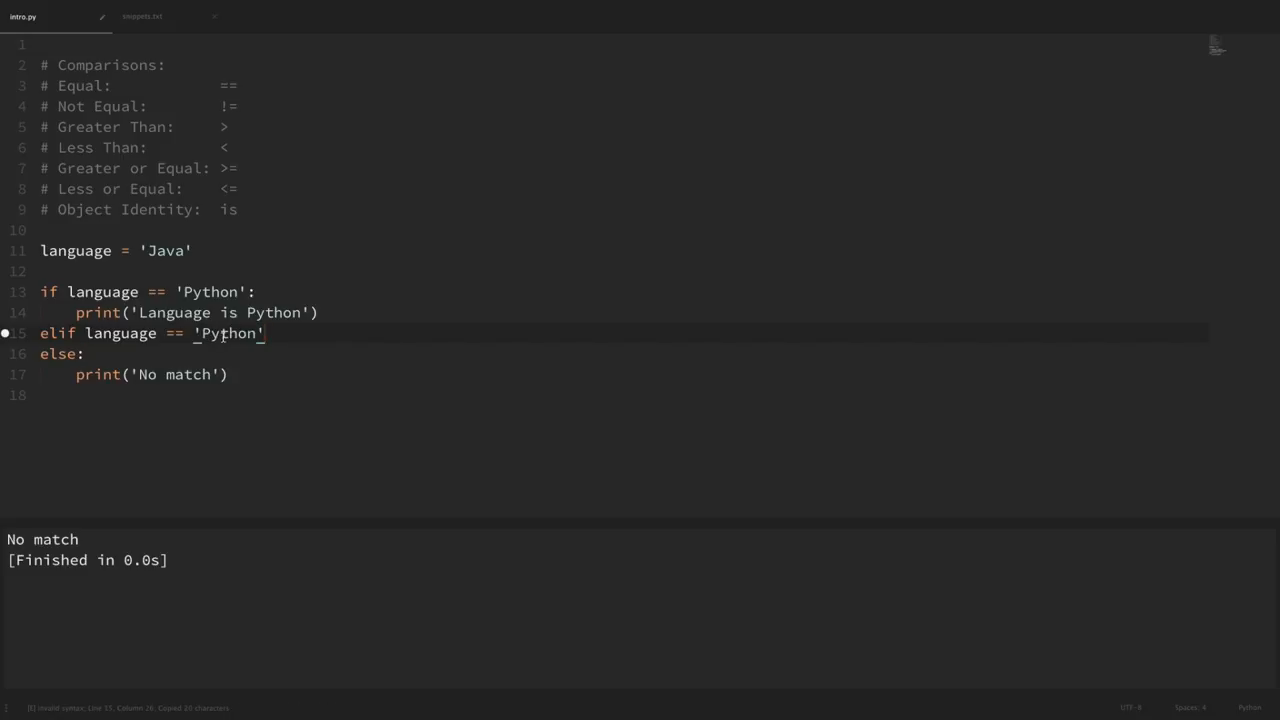 intro.py
snippets.txt
1
2 # Comparisons:
3 # Equal: ==
4 # Not Equal: !=
5 # Greater Than: >
6 # Less Than: <
7 # Greater or Equal: >=
8 # Less or Equal: <=
9 # Object Identity: is
10
11 language = 'Java'
12
13 if language == 'Python':
14 print('Language is Python')
15 elif language == 'Python'
16 else:
17 print('No match')
18
No match
[Finished in 0.0s]
[E] invalid syntax; Line 15, Column 26; Copied 20 characters
UTF-8 Spaces: 4 Python